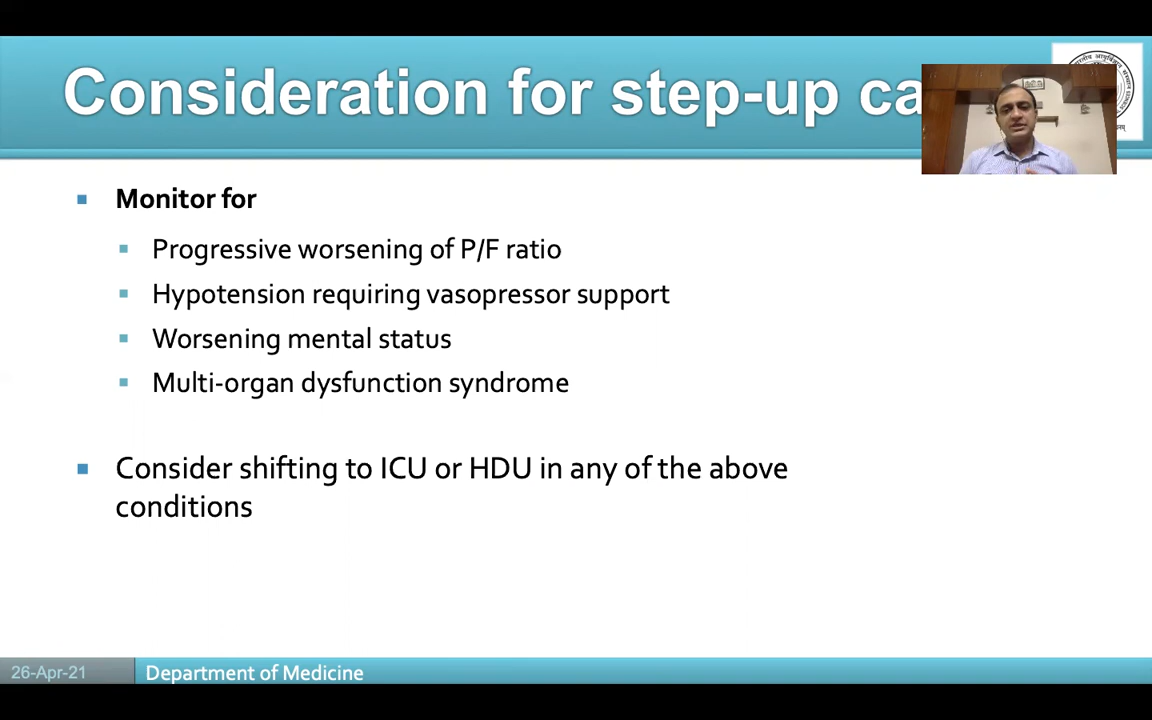 Consideration for step-up ca
Monitor for
Progressive worsening of P/F ratio
Hypotension requiring vasopressor support
Worsening mental status
Multi-organ dysfunction syndrome
Consider shifting to ICU or HDU in any of the above
conditions
26-Apr-21
Department of Medicine